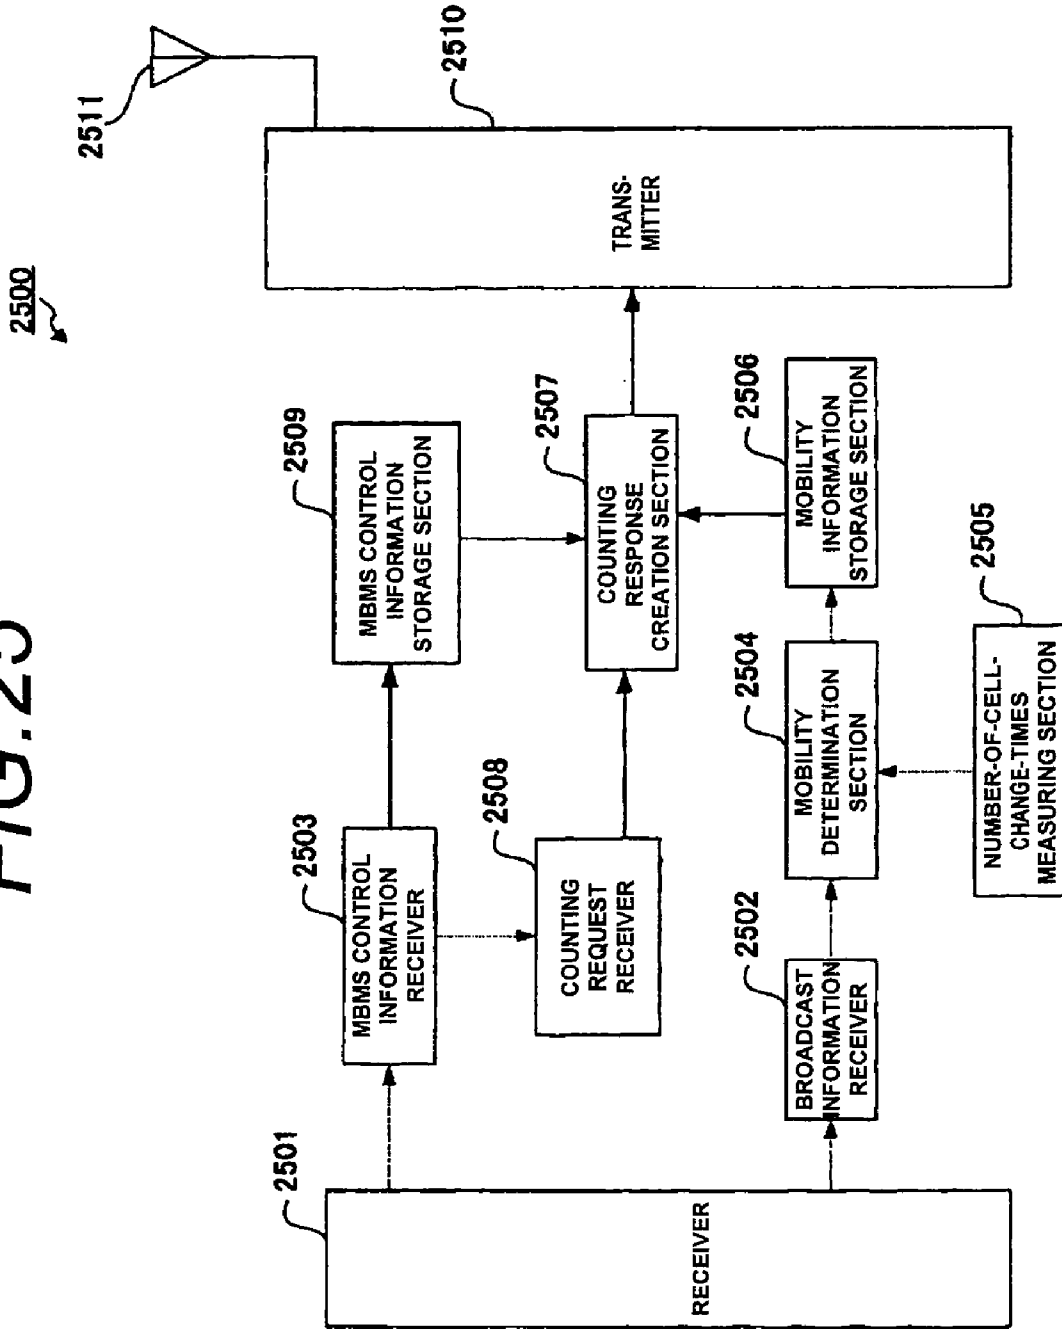 FIG.25
2500
2511
2501
RECEIVER
2503
MBMS CONTROL
INFORMATION
RECEIVER
2509
MBMS CONTROL
INFORMATION
STORAGE SECTION
2508
COUNTING
REQUEST
RECEIVER
2507
COUNTING
RESPONSE
CREATION SECTION
2510
TRANS-
MITTER
2502
BROADCAST
INFORMATION
RECEIVER
2504
MOBILITY
DETERMINATION
SECTION
2506
MOBILITY
INFORMATION
STORAGE SECTION
2505
NUMBER-OF-CELL-
CHANGE-TIMES
MEASURING SECTION